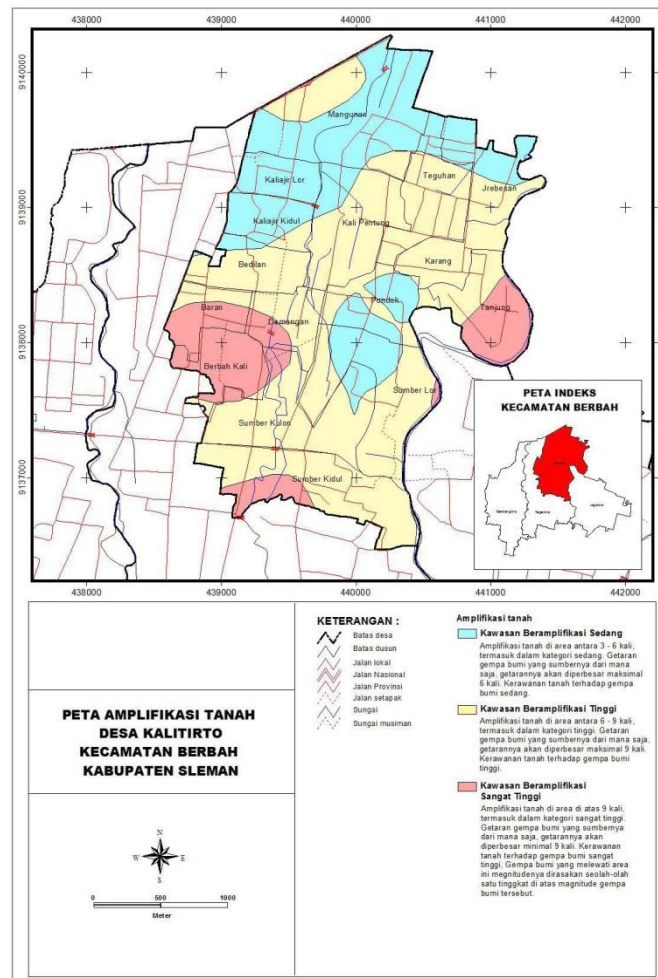 438000 439000 440000 441000 442000
9140000
9139000
9138000
9137000
Mangunan
Teguhan
Jrebesan
Kaliajir Lor
Kaliajir Kidul
Kali Pentung
Bedilan
Karang
Baran
Pondok
Tanjung
Demangan
Berbah Kali
Sumber Lor
Sumber Kulon
Sumber Kidul
PETA INDEKS
KECAMATAN BERBAH
438000 439000 440000 441000 442000
PETA AMPLIFIKASI TANAH
DESA KALITIRTO
KECAMATAN BERBAH
KABUPATEN SLEMAN
N
W E
S
0 500 1000
Meter
KETERANGAN :
Batas desa
Batas dusun
Jalan lokal
Jalan Nasional
Jalan Provinsi
Jalan setapak
Sungai
Sungai musiman
Amplifikasi tanah
Kawasan Beramplifikasi Sedang
Amplifikasi tanah di area antara 3 - 6 kali,
termasuk dalam kategori sedang. Getaran
gempa bumi yang sumbernya dari mana
saja, getarannya akan diperbesar maksimal
6 kali. Kerawanan tanah terhadap gempa
bumi sedang.
Kawasan Beramplifikasi Tinggi
Amplifikasi tanah di area antara 6 - 9 kali,
termasuk dalam kategori tinggi. Getaran
gempa bumi yang sumbernya dari mana saja,
getarannya akan diperbesar maksimal 9 kali.
Kerawanan tanah terhadap gempa bumi
tinggi.
Kawasan Beramplifikasi
Sangat Tinggi
Amplifikasi tanah di area di atas 9 kali,
termasuk dalam kategori sangat tinggi.
Getaran gempa bumi yang sumbernya
dari mana saja, getarannya akan
diperbesar minimal 9 kali. Kerawanan
tanah terhadap gempa bumi sangat
tinggi, Gempa bumi yang melewati area
ini megnitudenya dirasakan seolah-olah
satu tinggkat di atas magnitude gempa
bumi tersebut.